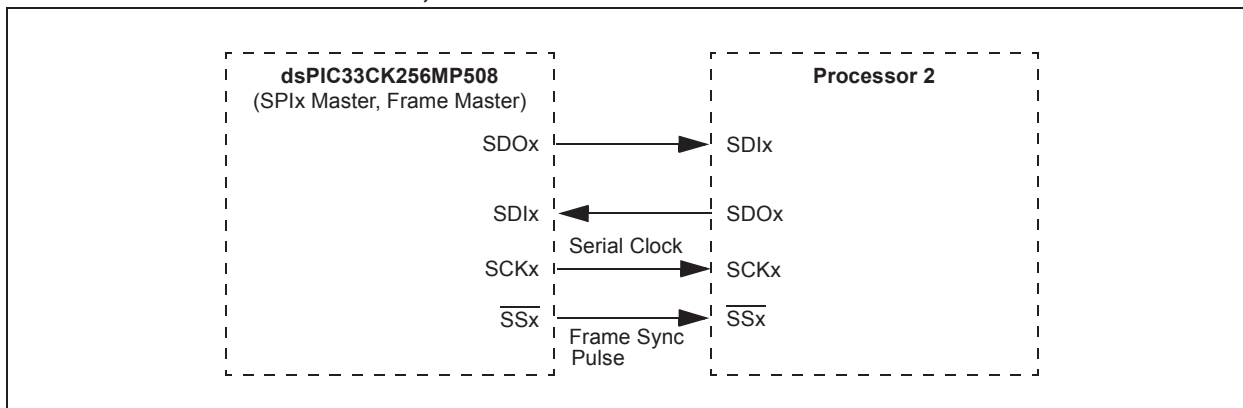 dsPIC33CK256MP508
(SPIx Master, Frame Master)
Processor 2
SDOx
SDIx
SDIx
SDOx
Serial Clock
SCKx
SCKx
SSx
SSx
Frame Sync
Pulse